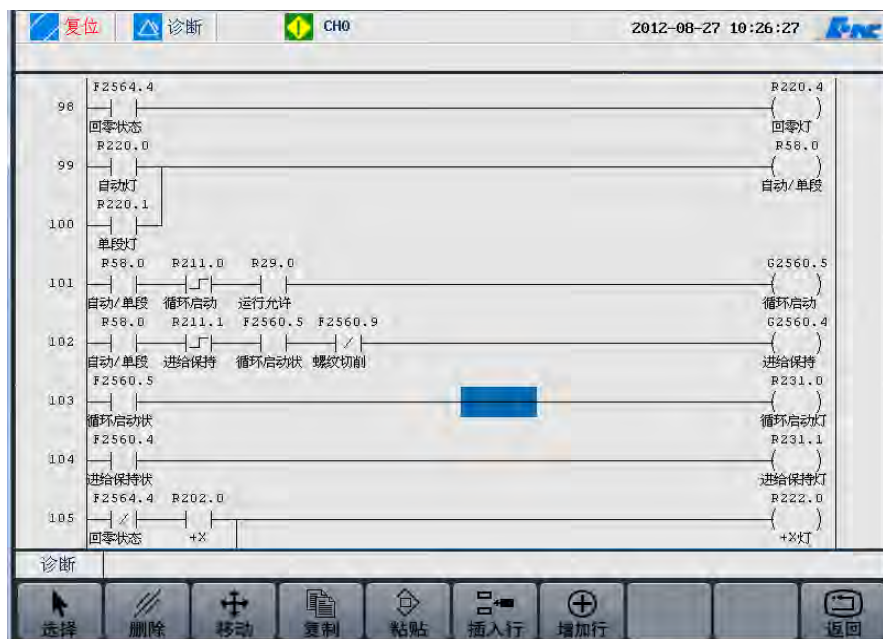 复位 诊断 CH0 2012-08-27 10:26:27
F2564.4 R220.4
98
回零状态 回零灯
R220.0 R58.0
99
自动灯 自动/单段
R220.1
100
单段灯
R58.0 R211.0 R29.0 G2560.5
101
自动/单段 循环启动 运行允许 循环启动
R58.0 R211.1 F2560.5 F2560.9 G2560.4
102
自动/单段 进给保持 循环启动状 螺纹切削 进给保持
F2560.5 R231.0
103
循环启动状 循环启动灯
F2560.4 R231.1
104
进给保持状 进给保持灯
F2564.4 R202.0 R222.0
105
回零状态 +X +X灯
诊断
选择 删除 移动 复制 粘贴 插入行 增加行 返回